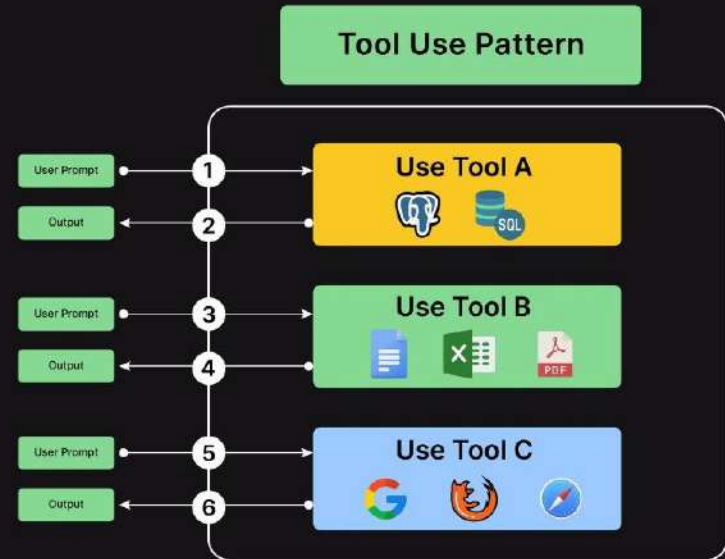 Tool Use Pattern
User Prompt
1
Use Tool A
Output
2
SQL
User Prompt
3
Use Tool B
Output
4
PDF
User Prompt
5
Use Tool C
Output
6